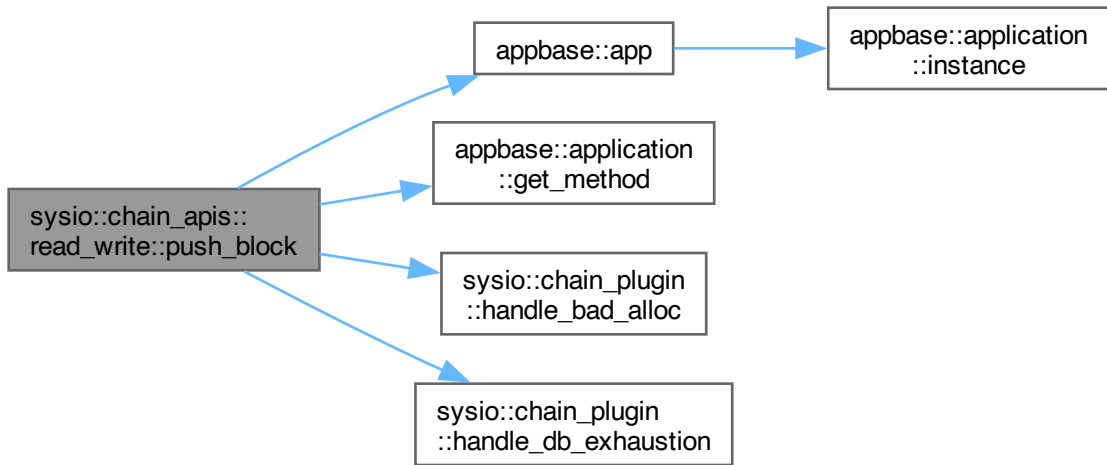 sysio::chain_apis::
read_write::push_block
appbase::app
appbase::application
::instance
appbase::application
::get_method
sysio::chain_plugin
::handle_bad_alloc
sysio::chain_plugin
::handle_db_exhaustion